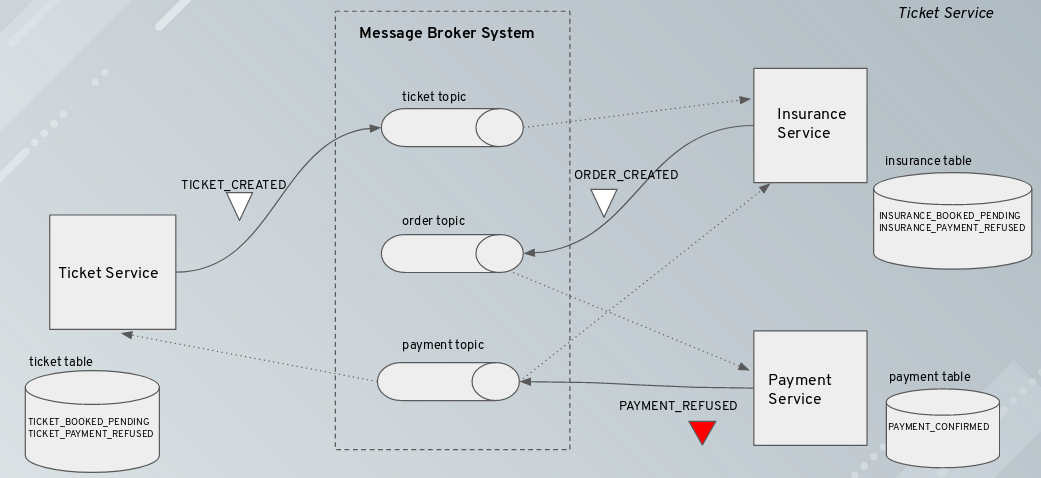 Ticket Service
Message Broker System
ticket topic
Insurance
Service
insurance table
INSURANCE_BOOKED_PENDING
INSURANCE_PAYMENT_REFUSED
TICKET_CREATED
ORDER_CREATED
order topic
Ticket Service
payment topic
ticket table
TICKET_BOOKED_PENDING
TICKET_PAYMENT_REFUSED
Payment
Service
PAYMENT_REFUSED
payment table
PAYMENT_CONFIRMED